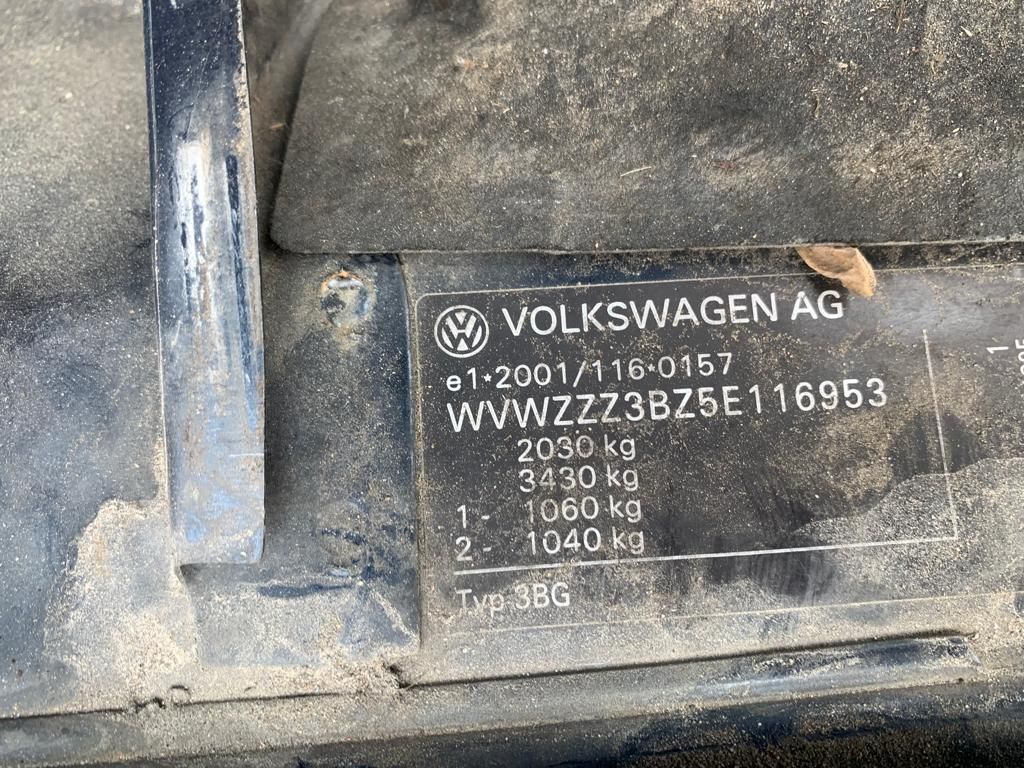 VOLKSWAGEN AG
e1*2001/116*0157
WVWZZZ3BZ5E116953
2030 kg
3430 kg
1 - 1060 kg
2 - 1040 kg
Typ 3BG
1